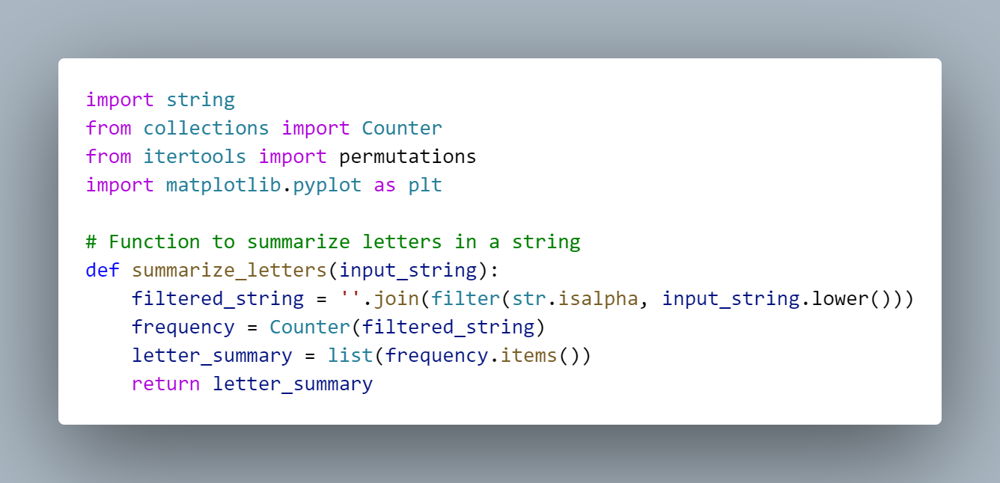 import string
from collections import Counter
from itertools import permutations
import matplotlib.pyplot as plt

# Function to summarize letters in a string
def summarize_letters(input_string):
    filtered_string = ''.join(filter(str.isalpha, input_string.lower()))
    frequency = Counter(filtered_string)
    letter_summary = list(frequency.items())
    return letter_summary